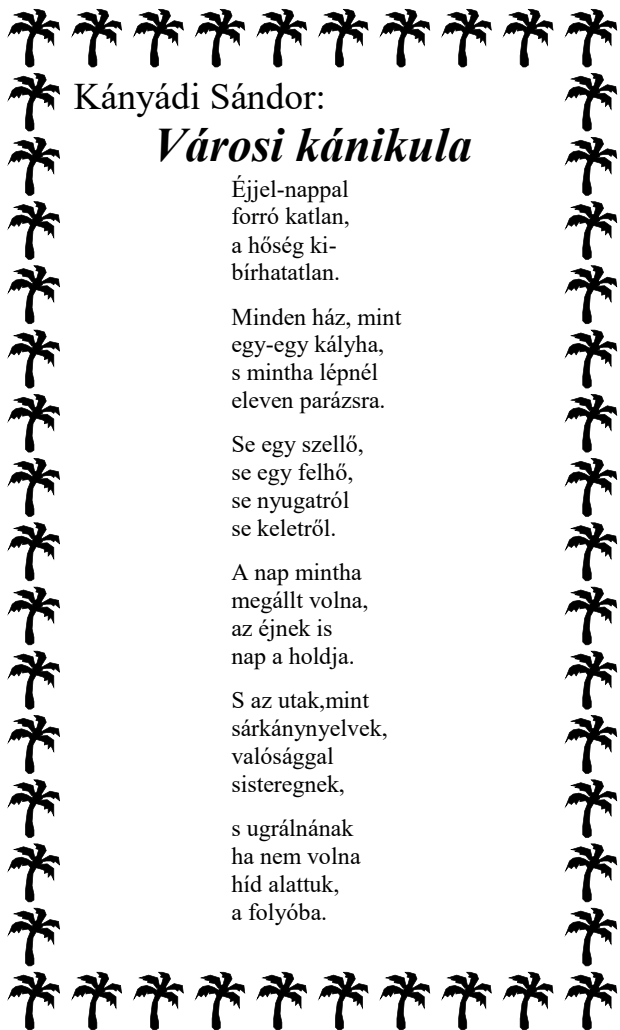 Kányádi Sándor:
Városi kánikula
Éjjel-nappal
forró katlan,
a hőség ki-
bírhatatlan.
Minden ház, mint
egy-egy kályha,
s mintha lépnél
eleven parázsra.
Se egy szellő,
se egy felhő,
se nyugatról
se keletről.
A nap mintha
megállt volna,
az éjnek is
nap a holdja.
S az utak,mint
sárkánynyelvek,
valósággal
sisteregnek,
s ugrálnának
ha nem volna
híd alattuk,
a folyóba.